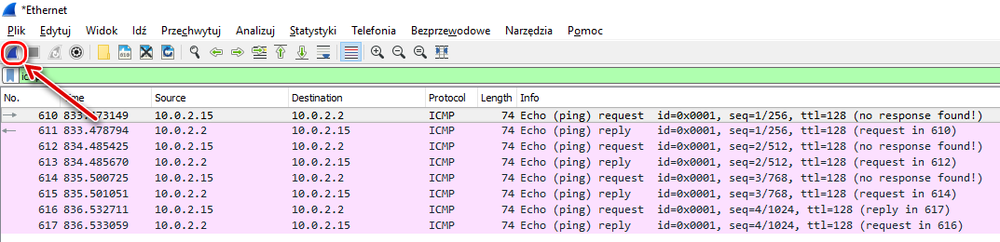 *Ethernet
Plik Edytuj Widok Idź Przechwytuj Analizuj Statystyki Telefonia Bezprzewodowe Narzędzia Pomoc
No. Source Destination Protocol Length Info
610 10.0.2.15 10.0.2.2 ICMP 74 Echo (ping) request id=0x0001, seq=1/256, ttl=128 (no response found!)
611 833.478794 10.0.2.2 10.0.2.15 ICMP 74 Echo (ping) reply id=0x0001, seq=1/256, ttl=128 (request in 610)
612 834.485425 10.0.2.15 10.0.2.2 ICMP 74 Echo (ping) request id=0x0001, seq=2/512, ttl=128 (no response found!)
613 834.485670 10.0.2.2 10.0.2.15 ICMP 74 Echo (ping) reply id=0x0001, seq=2/512, ttl=128 (request in 612)
614 835.500725 10.0.2.15 10.0.2.2 ICMP 74 Echo (ping) request id=0x0001, seq=3/768, ttl=128 (no response found!)
615 835.501051 10.0.2.2 10.0.2.15 ICMP 74 Echo (ping) reply id=0x0001, seq=3/768, ttl=128 (request in 614)
616 836.532711 10.0.2.15 10.0.2.2 ICMP 74 Echo (ping) request id=0x0001, seq=4/1024, ttl=128 (reply in 617)
617 836.533059 10.0.2.2 10.0.2.15 ICMP 74 Echo (ping) reply id=0x0001, seq=4/1024, ttl=128 (request in 616)